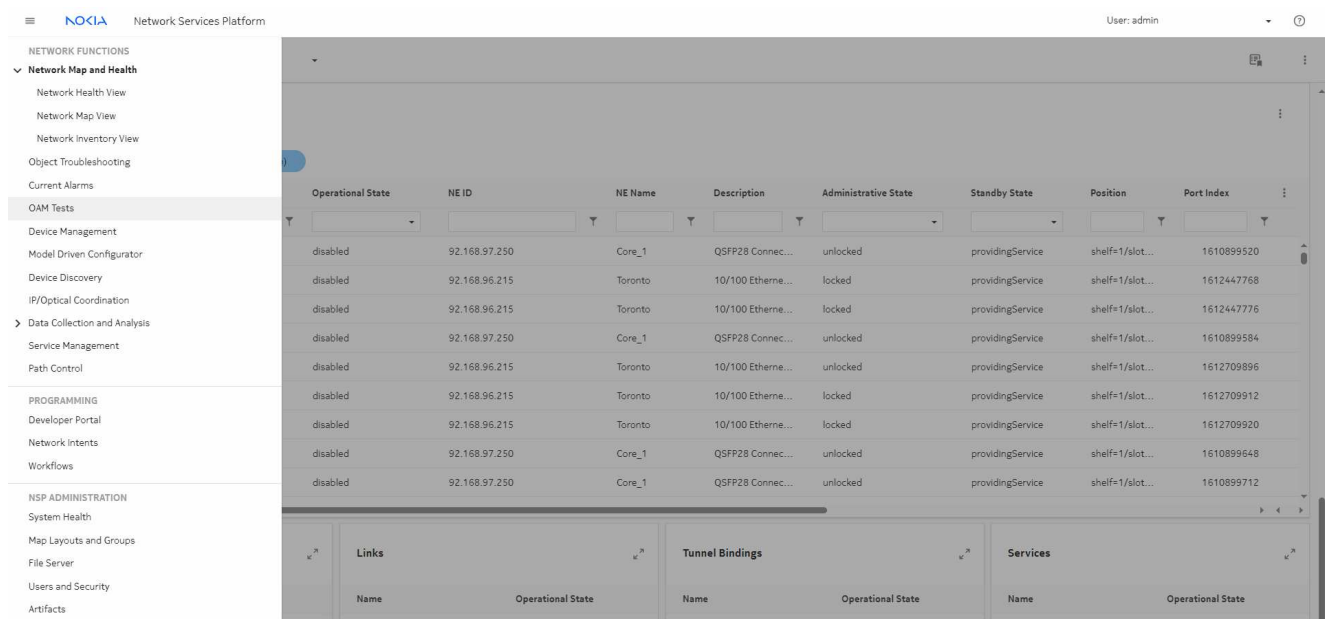 NOKIA Network Services Platform User: admin
NETWORK FUNCTIONS
Network Map and Health
Network Health View
Network Map View
Network Inventory View
Object Troubleshooting
Current Alarms
OAM Tests
Device Management
Model Driven Configurator
Device Discovery
IP/Optical Coordination
Data Collection and Analysis
Service Management
Path Control
PROGRAMMING
Developer Portal
Network Intents
Workflows
NSP ADMINISTRATION
System Health
Map Layouts and Groups
File Server
Users and Security
Artifacts
Operational State NE ID NE Name Description Administrative State Standby State Position Port Index
disabled 92.168.97.250 Core_1 QSFP28 Connec... unlocked providingService shelf=1/slot... 1610899520
disabled 92.168.96.215 Toronto 10/100 Etherne... locked providingService shelf=1/slot... 1612447768
disabled 92.168.96.215 Toronto 10/100 Etherne... locked providingService shelf=1/slot... 1612447776
disabled 92.168.97.250 Core_1 QSFP28 Connec... unlocked providingService shelf=1/slot... 1610899584
disabled 92.168.96.215 Toronto 10/100 Etherne... unlocked providingService shelf=1/slot... 1612709896
disabled 92.168.96.215 Toronto 10/100 Etherne... locked providingService shelf=1/slot... 1612709912
disabled 92.168.96.215 Toronto 10/100 Etherne... locked providingService shelf=1/slot... 1612709920
disabled 92.168.97.250 Core_1 QSFP28 Connec... unlocked providingService shelf=1/slot... 1610899648
disabled 92.168.97.250 Core_1 QSFP28 Connec... unlocked providingService shelf=1/slot... 1610899712
Links Tunnel Bindings Services
Name Operational State Name Operational State Name Operational State